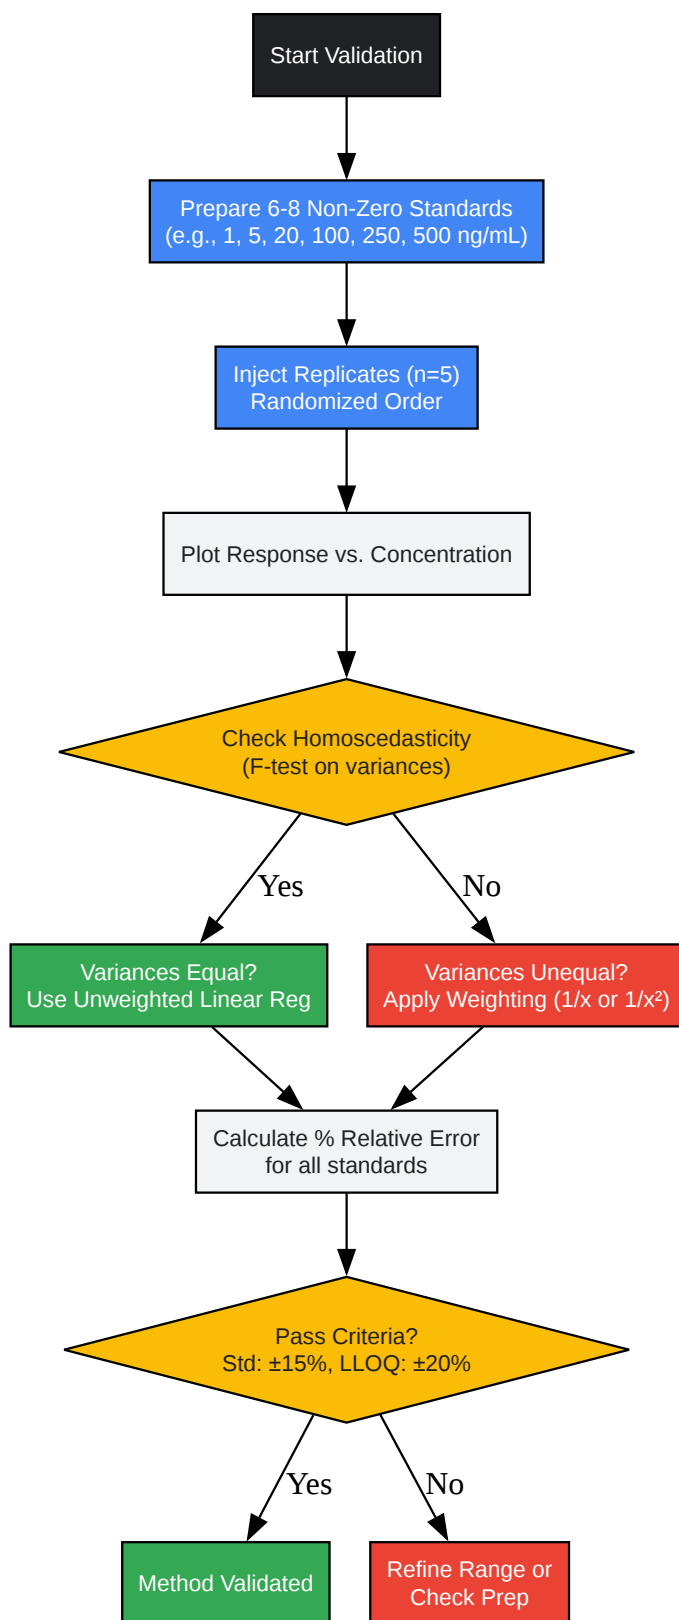 Start Validation
Prepare 6-8 Non-Zero Standards
(e.g., 1, 5, 20, 100, 250, 500 ng/mL)
Inject Replicates (n=5)
Randomized Order
Plot Response vs. Concentration
Check Homoscedasticity
(F-test on variances)
Yes
No
Variances Equal?
Use Unweighted Linear Reg
Variances Unequal?
Apply Weighting (1/x or 1/x²)
Calculate % Relative Error
for all standards
Pass Criteria?
Std: ±15%, LLOQ: ±20%
Yes
No
Method Validated
Refine Range or
Check Prep